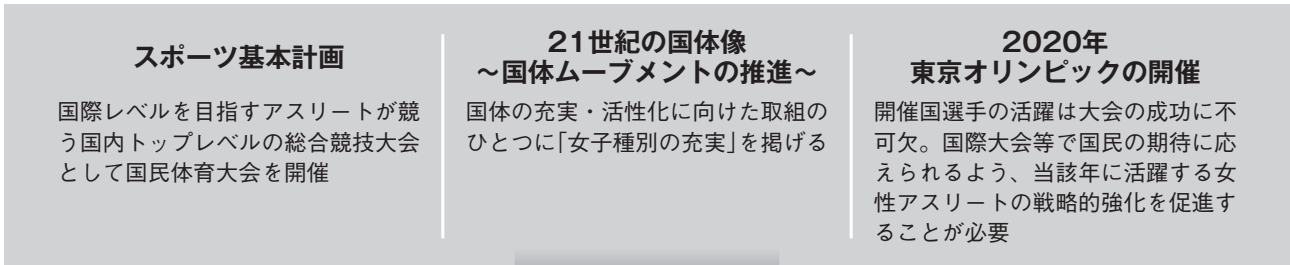 スポーツ基本計画
国際レベルを目指すアスリートが競
う国内トップレベルの総合競技大会
として国民体育大会を開催
21世紀の国体像
〜国体ムーブメントの推進〜
国体の充実・活性化に向けた取組の
ひとつに「女子種別の充実」を掲げる
2020年
東京オリンピックの開催
開催国選手の活躍は大会の成功に不
可欠。国際大会等で国民の期待に応
えられるよう、当該年に活躍する女
性アスリートの戦略的強化を促進す
ることが必要